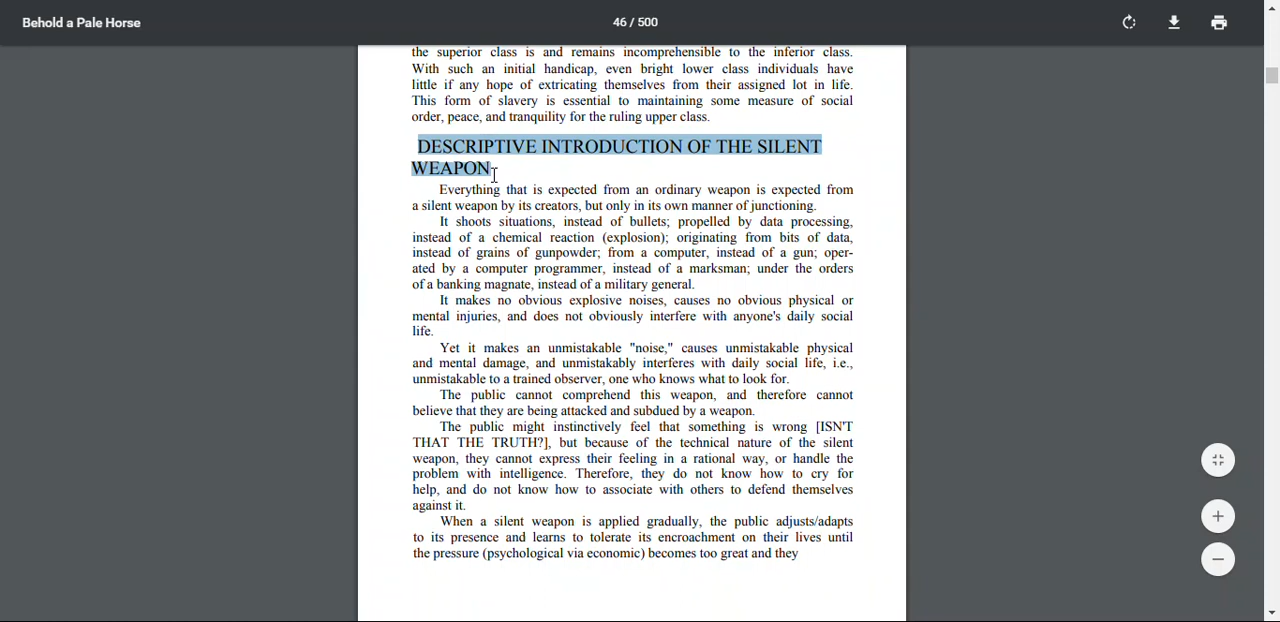 Behold a Pale Horse
46 / 500
the superior class is and remains incomprehensible to the inferior class.
With such an initial handicap, even bright lower class individuals have
little if any hope of extricating themselves from their assigned lot in life.
This form of slavery is essential to maintaining some measure of social
order, peace, and tranquility for the ruling upper class.
DESCRIPTIVE INTRODUCTION OF THE SILENT
WEAPON
Everything that is expected from an ordinary weapon is expected from
a silent weapon by its creators, but only in its own manner of junctioning.
It shoots situations, instead of bullets; propelled by data processing,
instead of a chemical reaction (explosion); originating from bits of data,
instead of grains of gunpowder; from a computer, instead of a gun; oper-
ated by a computer programmer, instead of a marksman; under the orders
of a banking magnate, instead of a military general.
It makes no obvious explosive noises, causes no obvious physical or
mental injuries, and does not obviously interfere with anyone's daily social
life.
Yet it makes an unmistakable "noise," causes unmistakable physical
and mental damage, and unmistakably interferes with daily social life, i.e.,
unmistakable to a trained observer, one who knows what to look for.
The public cannot comprehend this weapon, and therefore cannot
believe that they are being attacked and subdued by a weapon.
The public might instinctively feel that something is wrong [ISN'T
THAT THE TRUTH?], but because of the technical nature of the silent
weapon, they cannot express their feeling in a rational way, or handle the
problem with intelligence. Therefore, they do not know how to cry for
help, and do not know how to associate with others to defend themselves
against it.
When a silent weapon is applied gradually, the public adjusts/adapts
to its presence and learns to tolerate its encroachment on their lives until
the pressure (psychological via economic) becomes too great and they